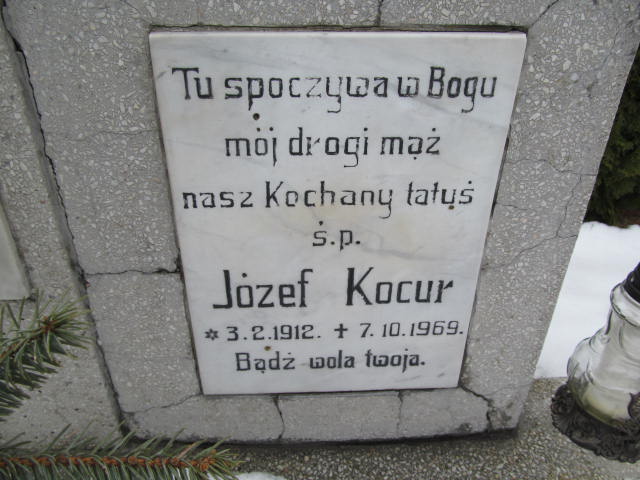 Tu spoczywa w Bogu
mój drogi mąż
nasz Kochany tatuś
ś.p.
Józef Kocur
✡ 3.2.1912. ✝ 7.10.1969.
Bądź wola twoja.